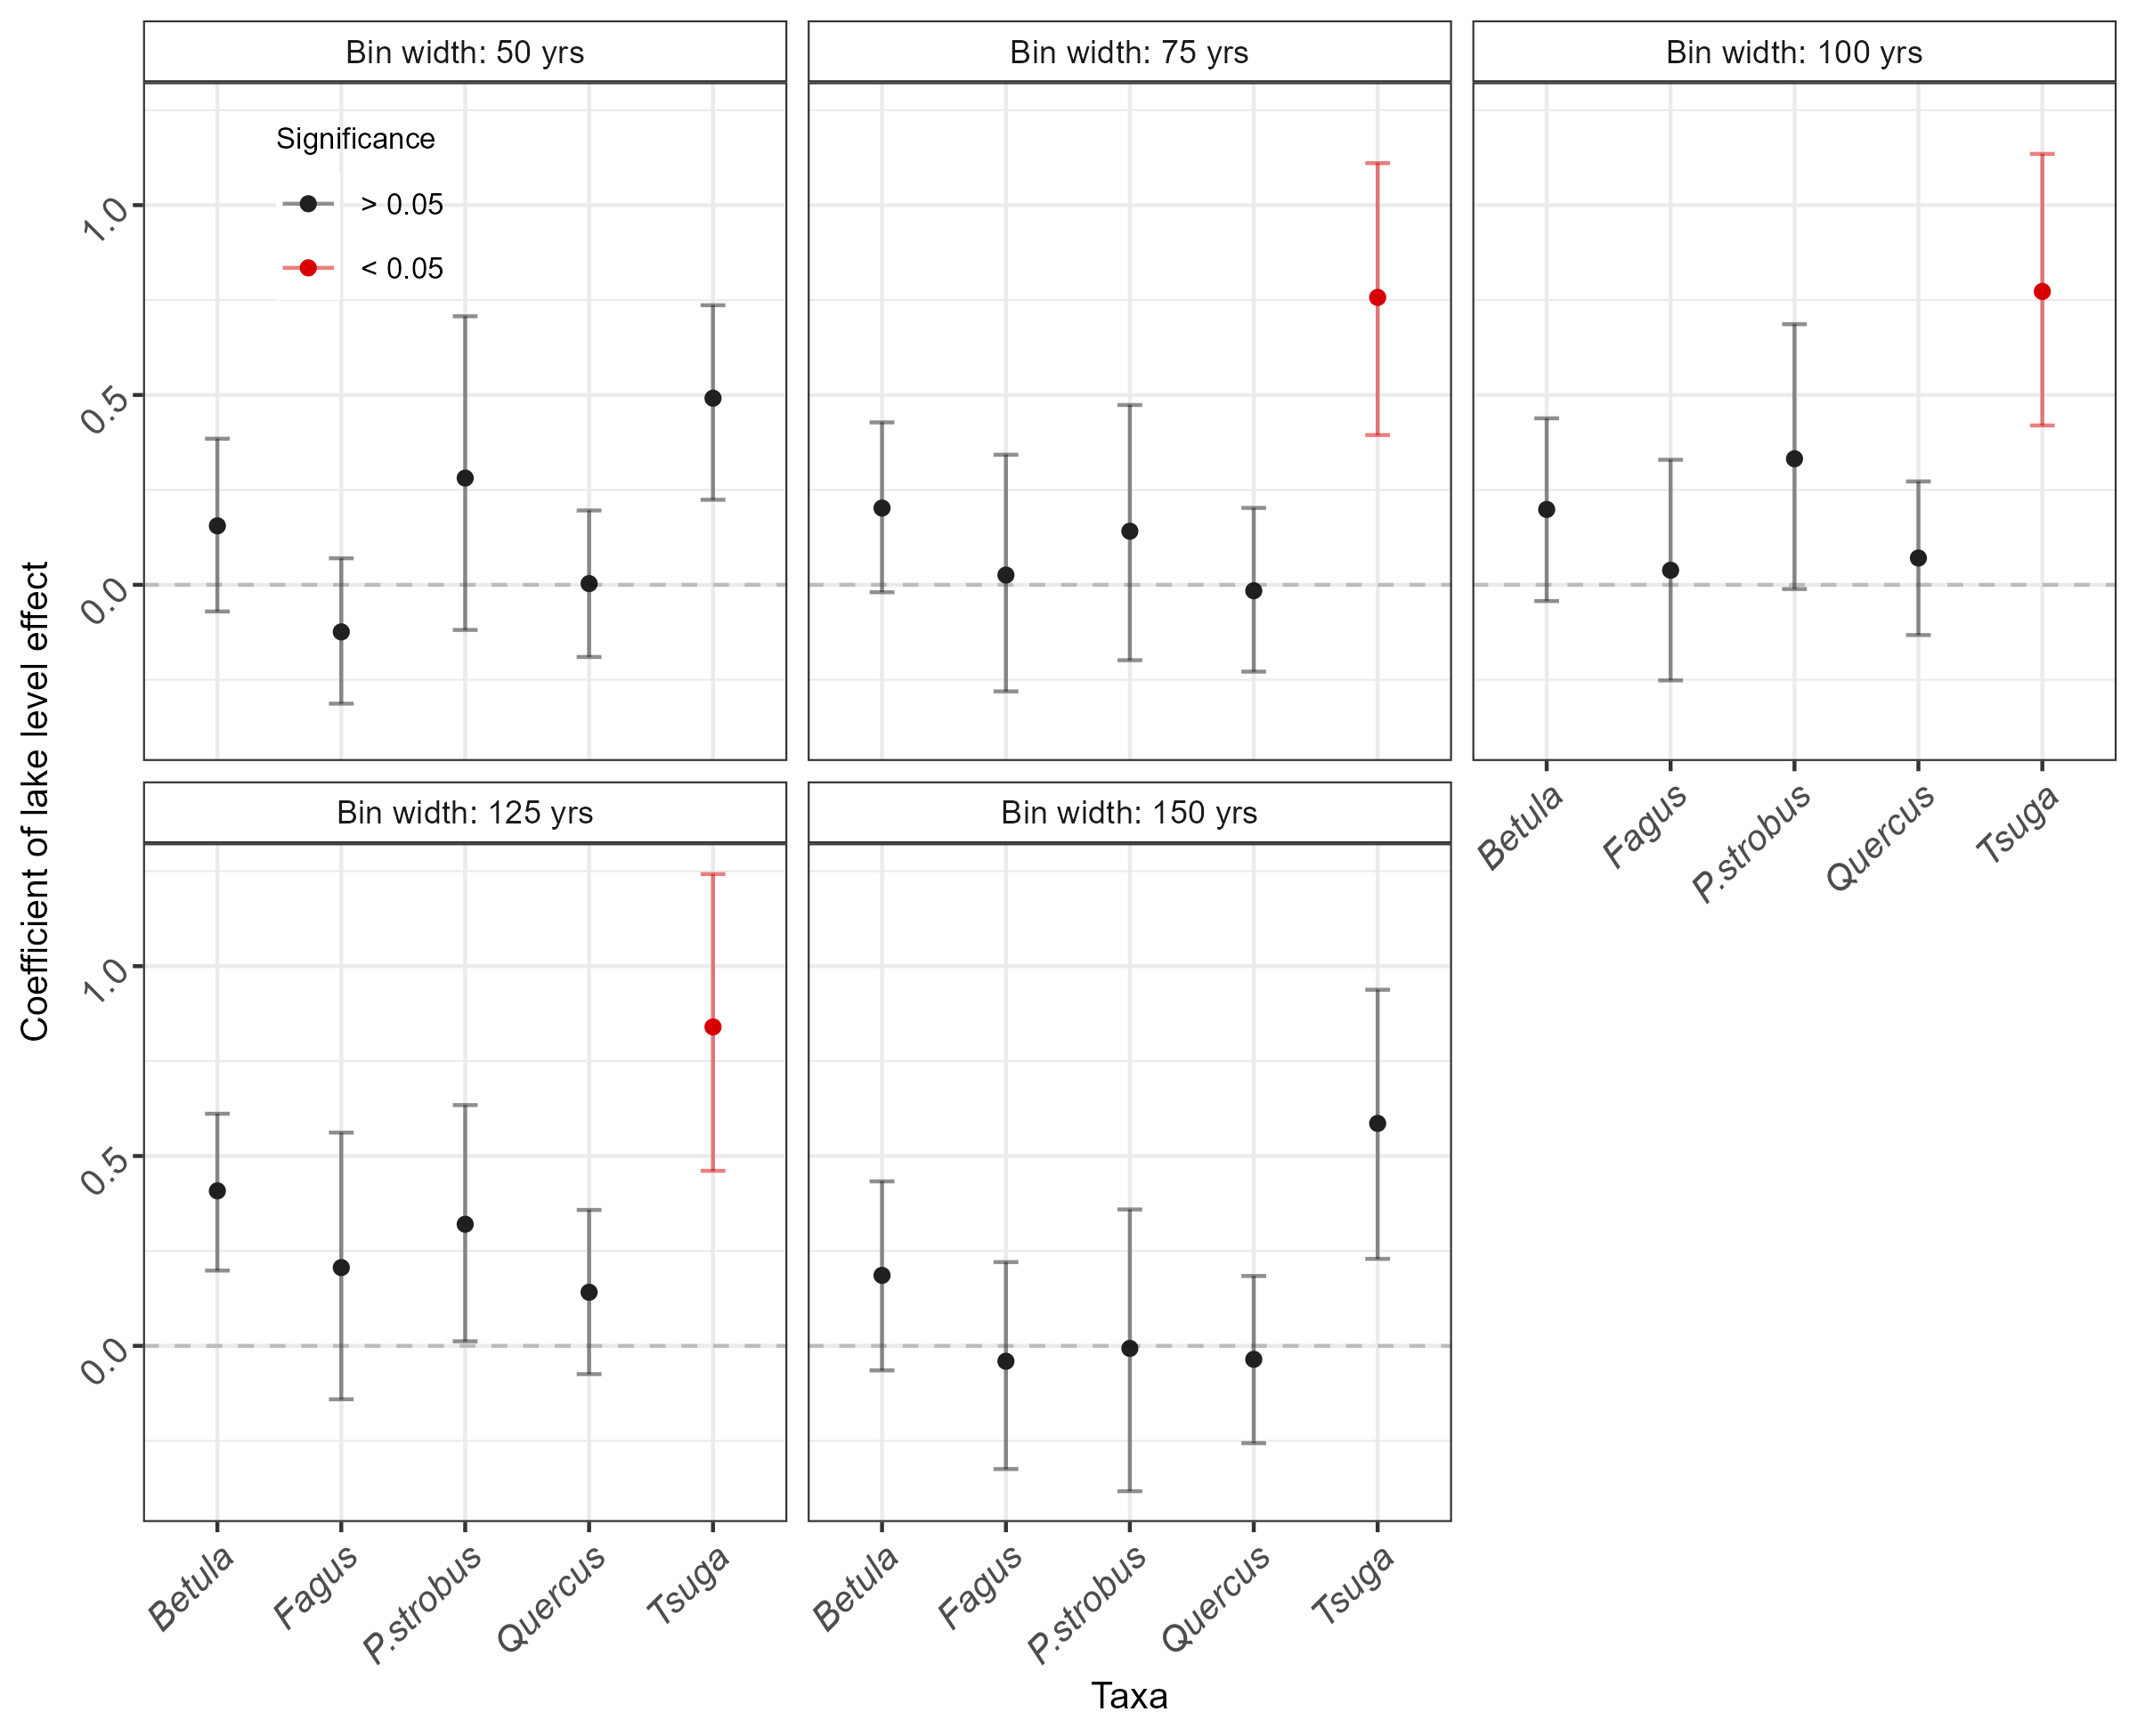 Bin width: 50 yrs
Bin width: 75 yrs
Bin width: 100 yrs
Significance
> 0.05
< 0.05
1.0
0.5
0.0
Betula
Fagus
P.strobus
Quercus
Tsuga
Coefficient of lake level effect
Bin width: 125 yrs
Bin width: 150 yrs
1.0
0.5
0.0
Betula
Fagus
P.strobus
Quercus
Tsuga
Betula
Fagus
P.strobus
Quercus
Tsuga
Taxa